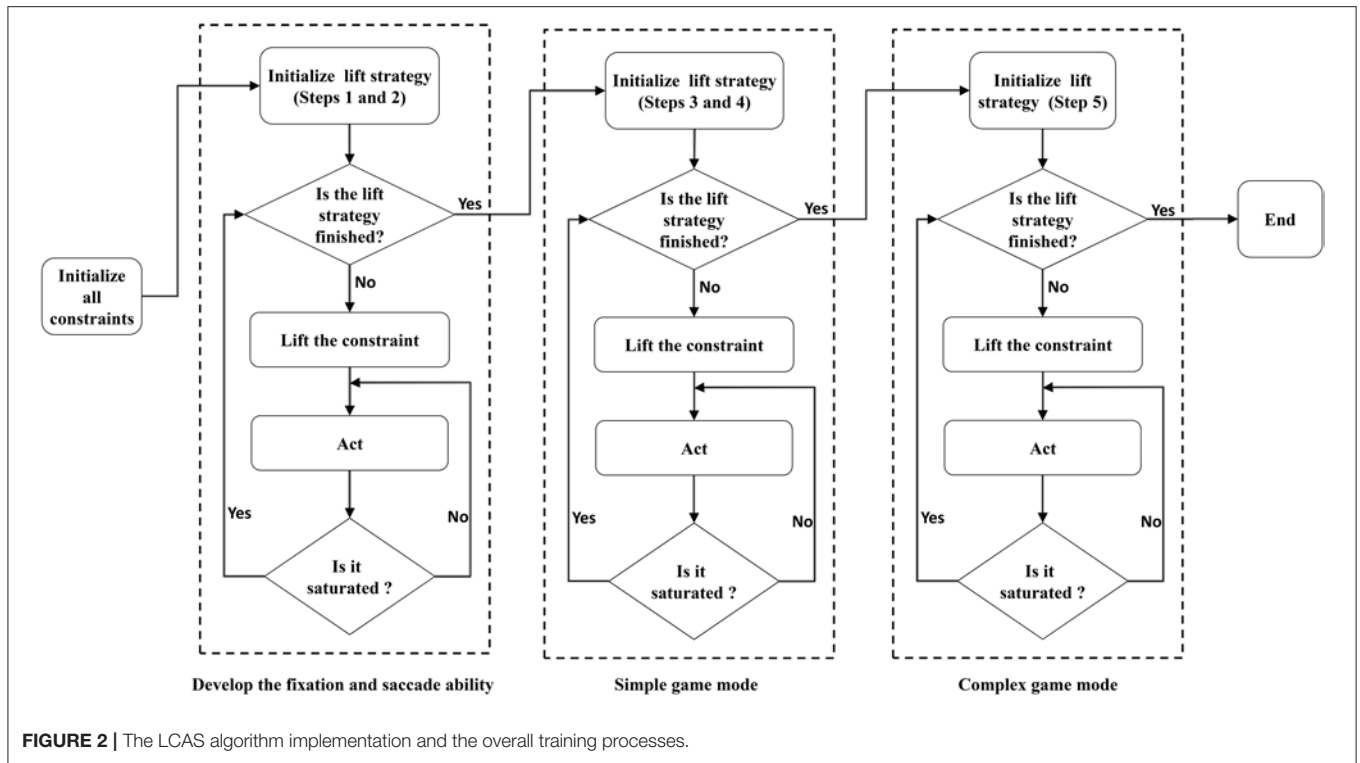 Initialize
all
constraints
Initialize lift strategy
(Steps 1 and 2)
Is the lift
strategy
finished?
Yes
No
Lift the constraint
Act
Yes
No
Is it
saturated ?
Develop the fixation and saccade ability
Initialize lift strategy
(Steps 3 and 4)
Is the lift
strategy
finished?
Yes
No
Lift the constraint
Act
Yes
No
Is it
saturated ?
Simple game mode
Initialize lift
strategy (Step 5)
Is the lift
strategy
finished?
Yes
No
Lift the constraint
Act
Yes
No
Is it
saturated ?
Complex game mode
End
FIGURE 2 | The LCAS algorithm implementation and the overall training processes.